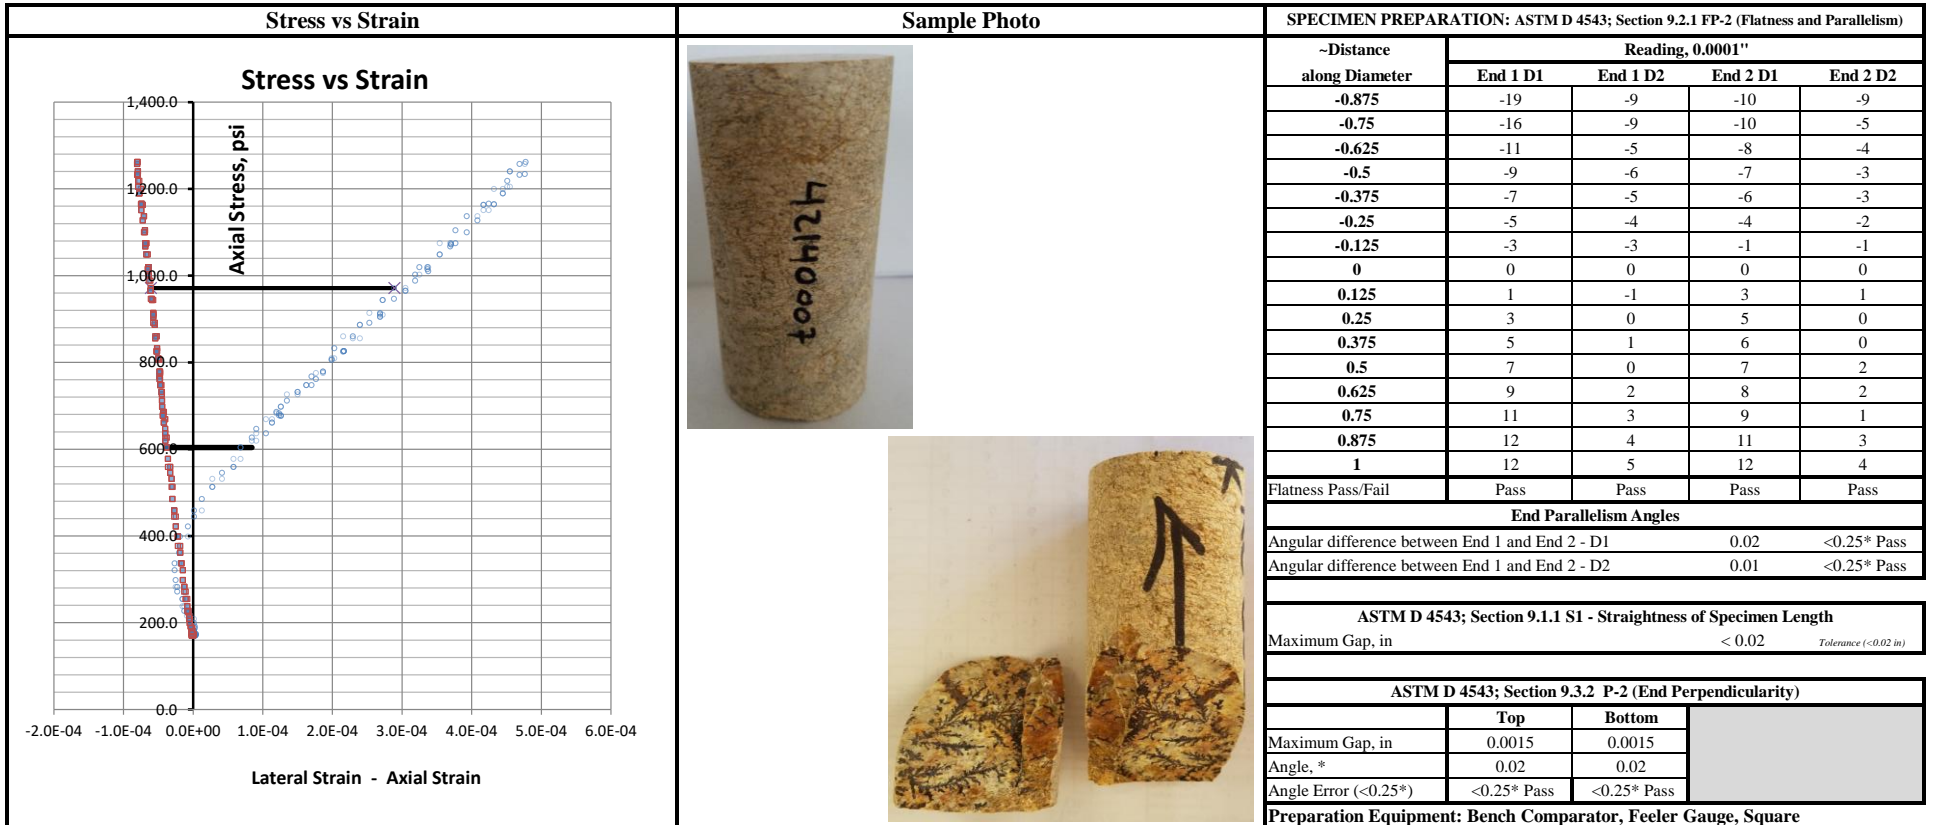 Stress vs Strain
Sample Photo
SPECIMEN PREPARATION: ASTM D 4543; Section 9.2.1 FP-2 (Flatness and Parallelism)
Stress vs Strain
Axial Stress, psi
1,400.0
1,200.0
1,000.0
800.0
600.0
400.0
200.0
0.0
-2.0E-04 -1.0E-04 0.0E+00 1.0E-04 2.0E-04 3.0E-04 4.0E-04 5.0E-04 6.0E-04
Lateral Strain - Axial Strain
~Distance along Diameter
Reading, 0.0001"
End 1 D1 End 1 D2 End 2 D1 End 2 D2
-0.875 -19 -9 -10 -9
-0.75 -16 -9 -10 -5
-0.625 -11 -5 -8 -4
-0.5 -9 -6 -7 -3
-0.375 -7 -5 -6 -3
-0.25 -5 -4 -4 -2
-0.125 -3 -3 -1 -1
0 0 0 0 0
0.125 1 -1 3 1
0.25 3 0 5 0
0.375 5 1 6 0
0.5 7 0 7 2
0.625 9 2 8 2
0.75 11 3 9 1
0.875 12 4 11 3
1 12 5 12 4
Flatness Pass/Fail Pass Pass Pass Pass
End Parallelism Angles
Angular difference between End 1 and End 2 - D1 0.02 <0.25* Pass
Angular difference between End 1 and End 2 - D2 0.01 <0.25* Pass
ASTM D 4543; Section 9.1.1 S1 - Straightness of Specimen Length
Maximum Gap, in < 0.02 Tolerance (<0.02 in)
ASTM D 4543; Section 9.3.2 P-2 (End Perpendicularity)
Top Bottom
Maximum Gap, in 0.0015 0.0015
Angle, * 0.02 0.02
Angle Error (<0.25*) <0.25* Pass <0.25* Pass
Preparation Equipment: Bench Comparator, Feeler Gauge, Square